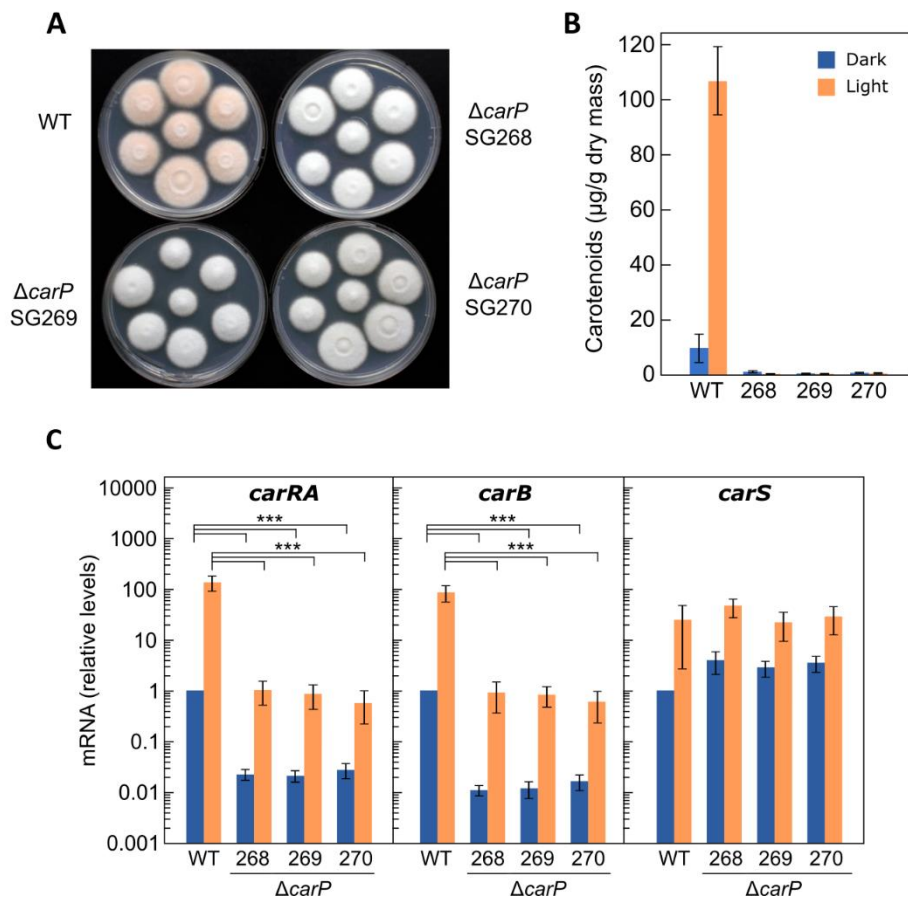 A
WT
ΔcarP
SG268
ΔcarP
SG269
ΔcarP
SG270
B
Carotenoids (µg/g dry mass)
120
100
80
60
40
20
0
Dark
Light
WT 268 269 270
C
mRNA (relative levels)
10000
1000
100
10
1
0.1
0.01
0.001
carRA
***
***
WT 268 269 270
ΔcarP
carB
***
***
WT 268 269 270
ΔcarP
carS
WT 268 269 270
ΔcarP